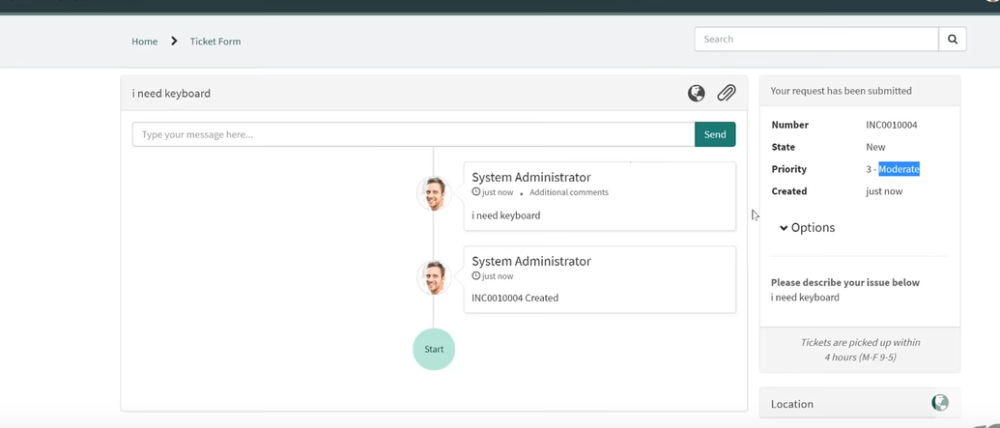 Home > Ticket Form
Search
i need keyboard
Type your message here...
Send
System Administrator
just now • Additional comments
i need keyboard
System Administrator
just now
INC0010004 Created
Start
Your request has been submitted
Number INC0010004
State New
Priority 3 - Moderate
Created just now
Options
Please describe your issue below
i need keyboard
Tickets are picked up within
4 hours (M-F 9-5)
Location